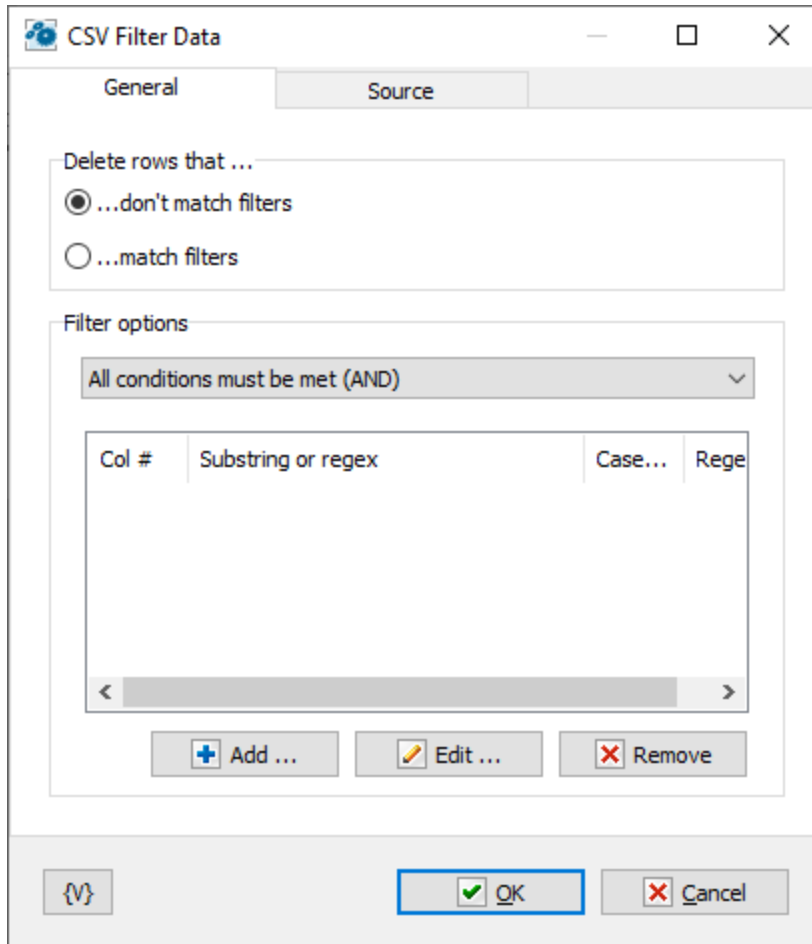 CSV Filter Data
General Source
Delete rows that ...
...don't match filters
...match filters
Filter options
All conditions must be met (AND)
Col # Substring or regex Case... Rege
Add ... Edit ... Remove
{V} OK Cancel